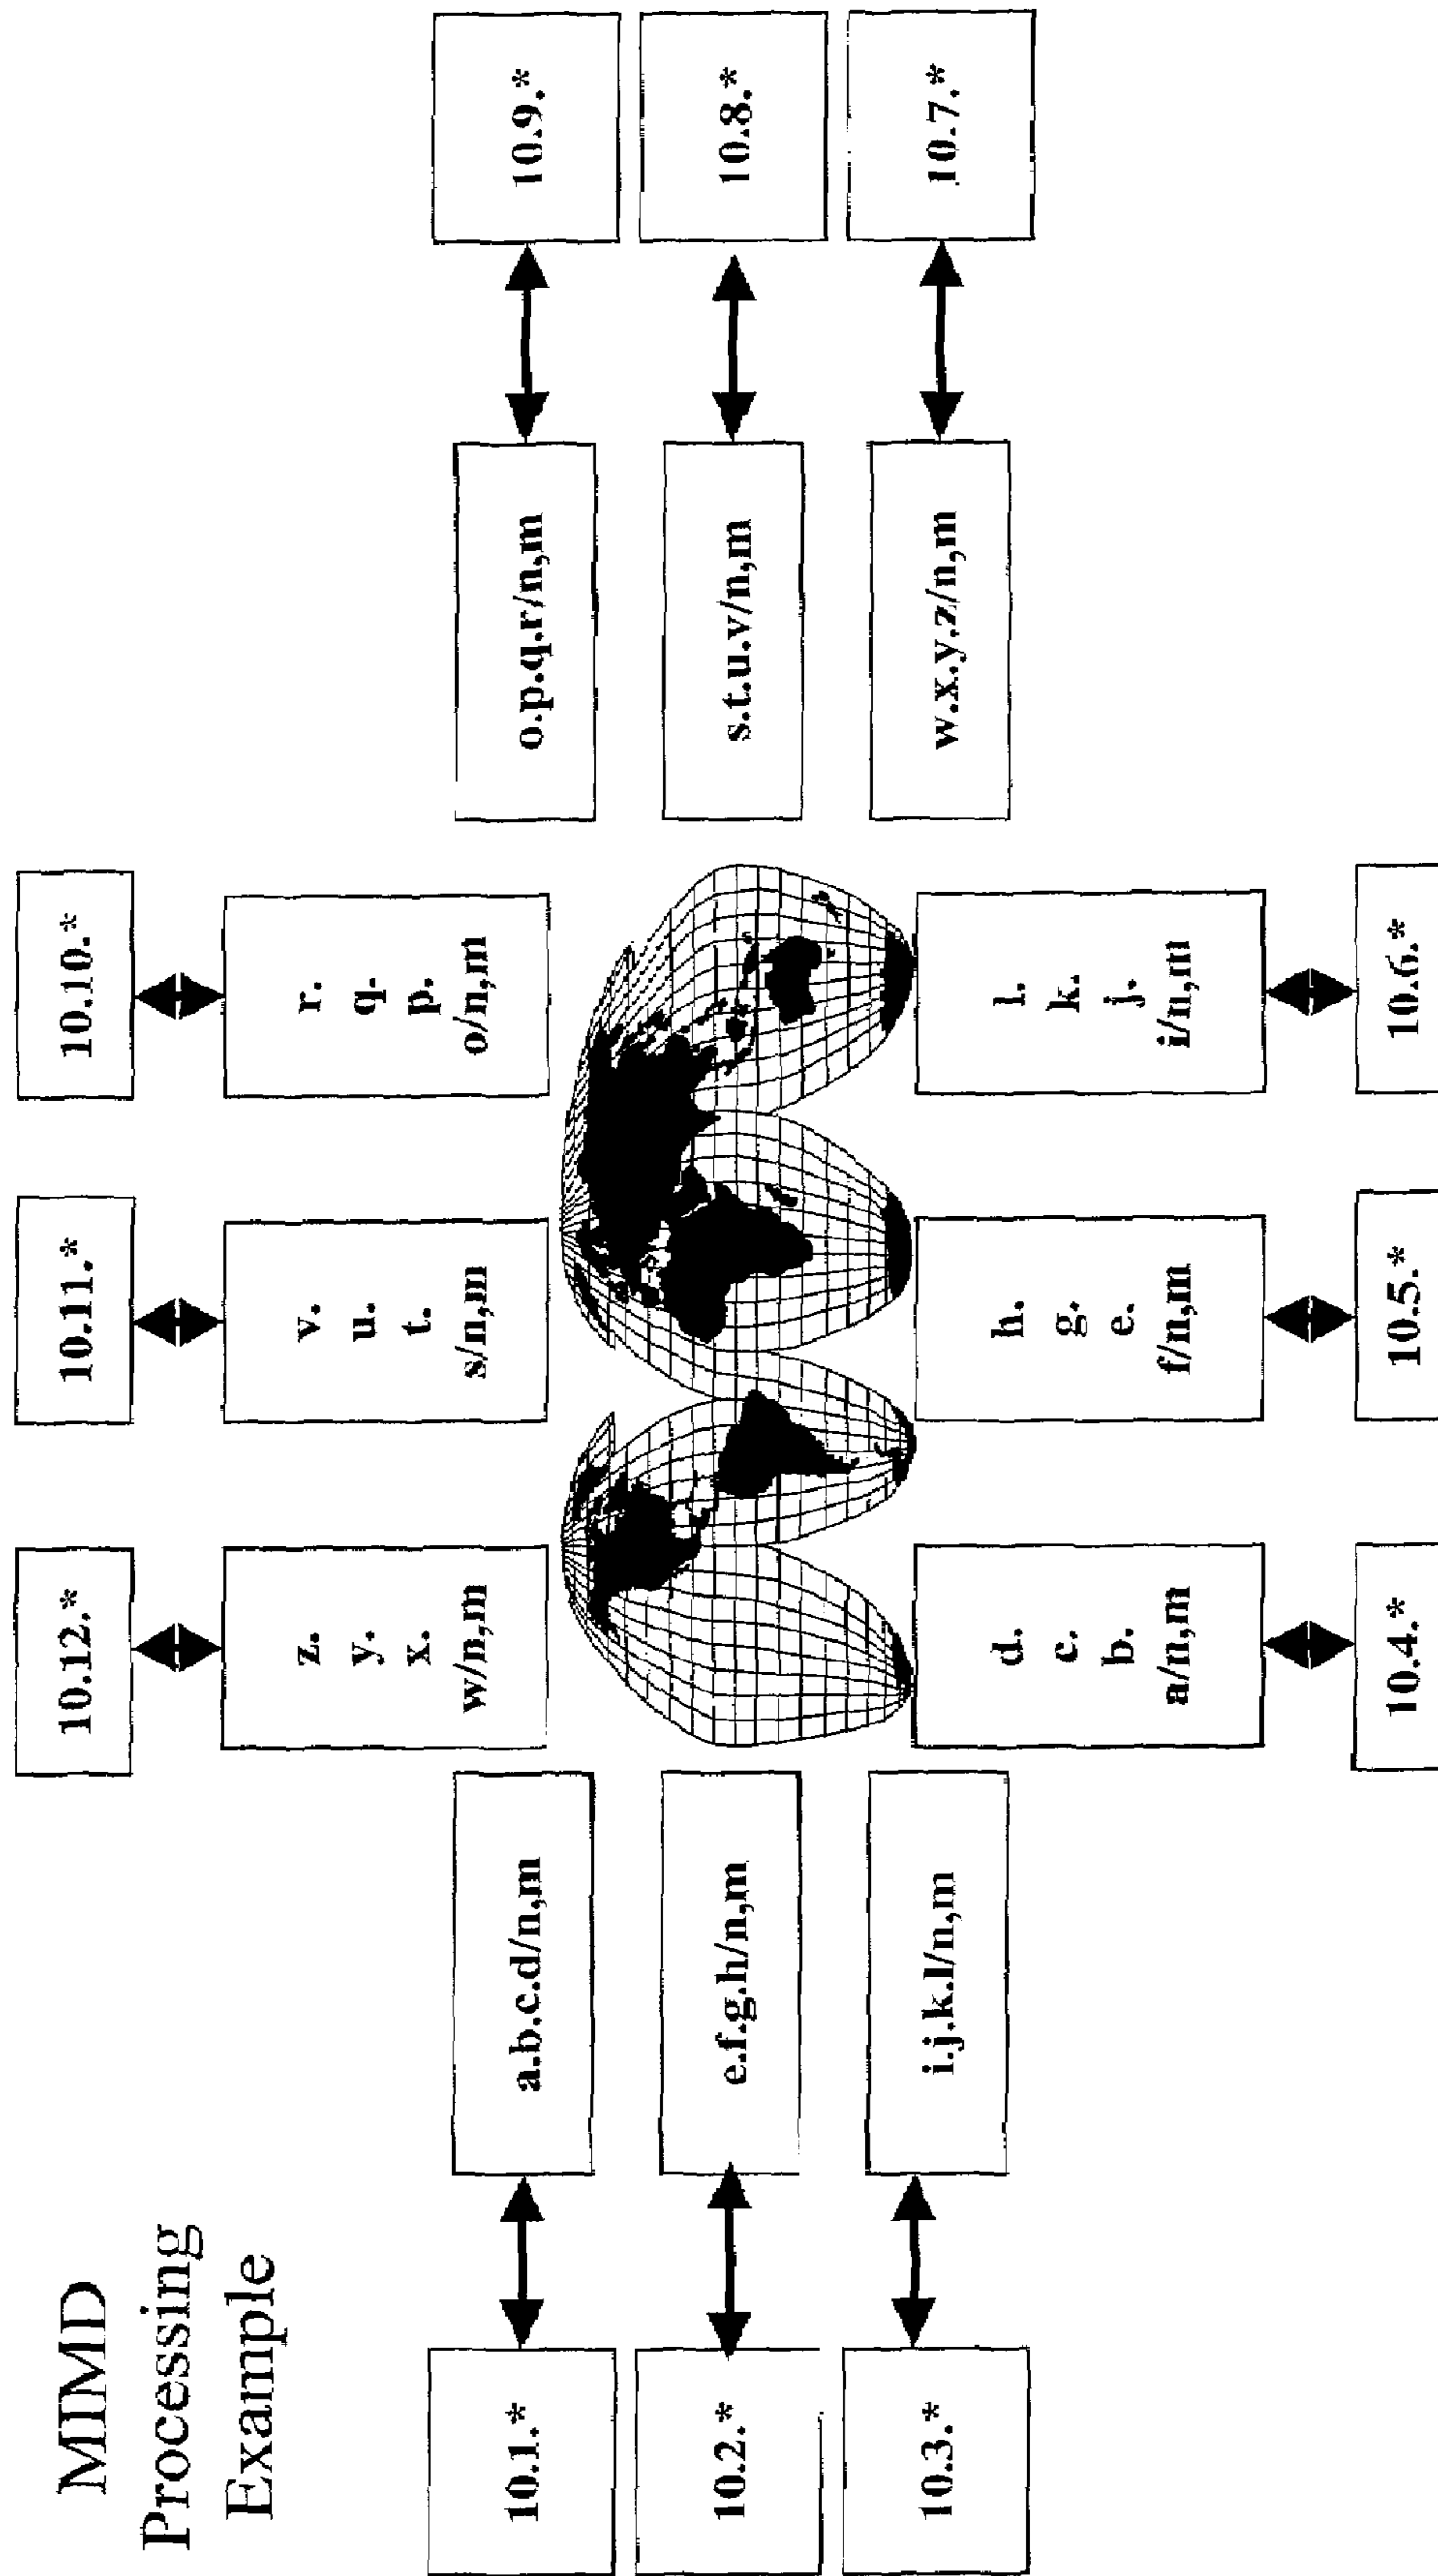 MIMD
Processing
Example
10.12.*
10.11.*
10.10.*
z.
y.
x.
w/n,m
v.
u.
t.
s/n,m
r.
q.
p.
o/n,m
10.1.*
a.b.c.d/n,m
o.p.q.r/n,m
10.9.*
10.2.*
e.f.g.h/n,m
s.t.u.v/n,m
10.8.*
10.3.*
i.j.k.l/n,m
w.x.y.z/n,m
10.7.*
d.
c.
b.
a/n,m
h.
g.
e.
f/n,m
l.
k.
j.
i/n,m
10.4.*
10.5.*
10.6.*